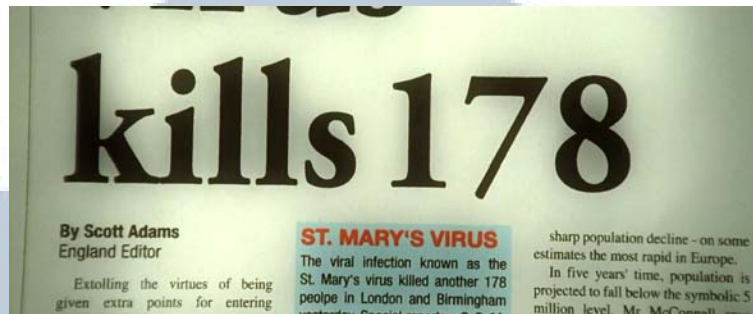 virus
kills 178
By Scott Adams
England Editor
Extolling the virtues of being
given extra points for entering
ST. MARY'S VIRUS
The viral infection known as the
St. Mary's virus killed another 178
peolpe in London and Birmingham
sharp population decline - on some
estimates the most rapid in Europe.
In five years' time, population is
projected to fall below the symbolic 5
million level. Mr McConnell